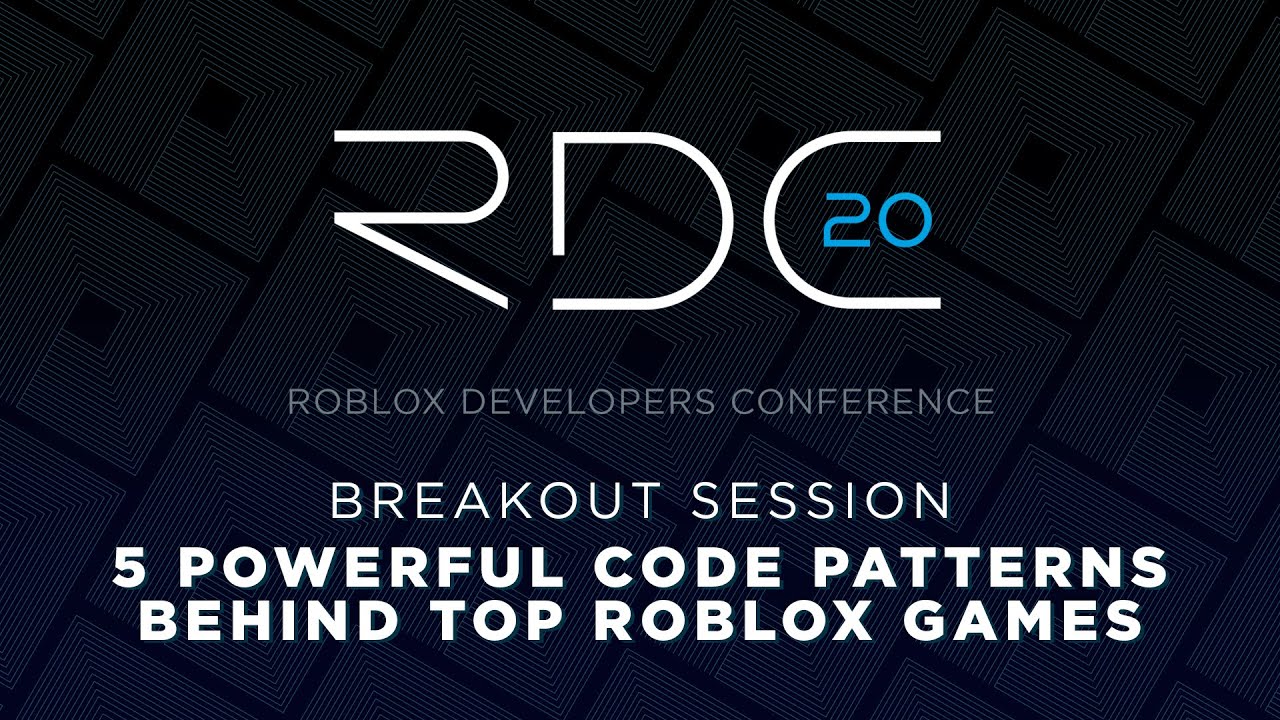 RDC 20
ROBLOX DEVELOPERS CONFERENCE
BREAKOUT SESSION
5 POWERFUL CODE PATTERNS
BEHIND TOP ROBLOX GAMES